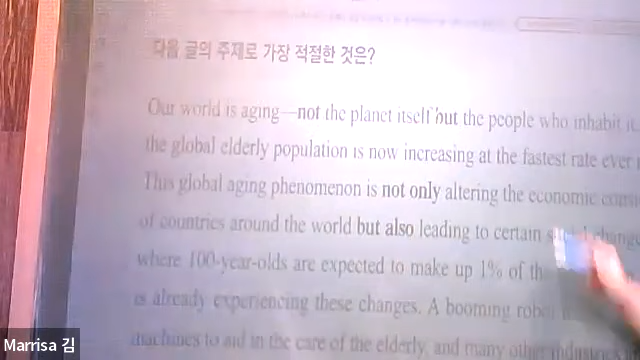 다음 글의 주제로 가장 적절한 것은?
Our world is aging—not the planet itself but the people who inhabit it
the global elderly population is now increasing at the fastest rate ever
This global aging phenomenon is not only altering the economic
of countries around the world but also leading to certain
where 100-year-olds are expected to make up 1% of
is already experiencing these changes. A booming robot
machines to aid in the care of the elderly, and many other industries
Marrisa 김